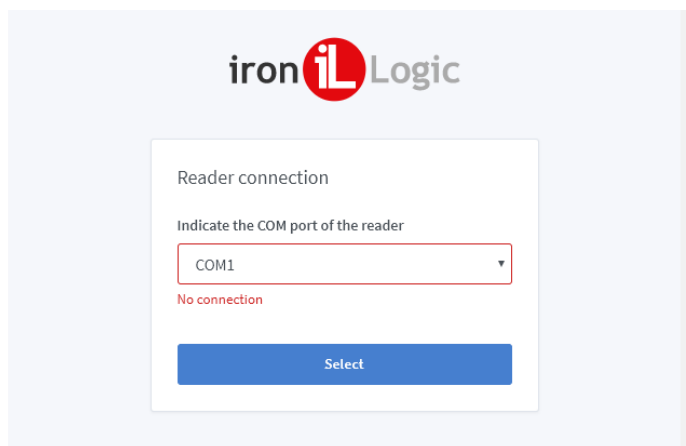 iron iL Logic
Reader connection
Indicate the COM port of the reader
COM1
No connection
Select